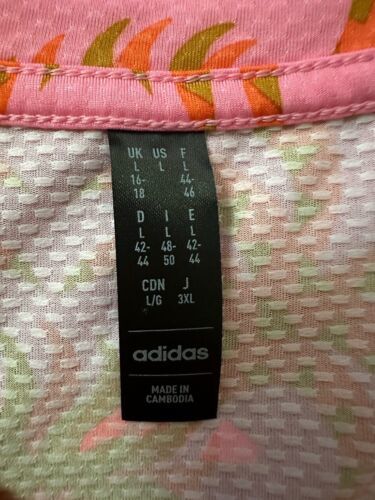 UK US F
L L L
16- 44-
18 46
D I E
L L L
42- 48- 42-
44 50 44
CDN J
L/G 3XL
adidas
MADE IN
CAMBODIA